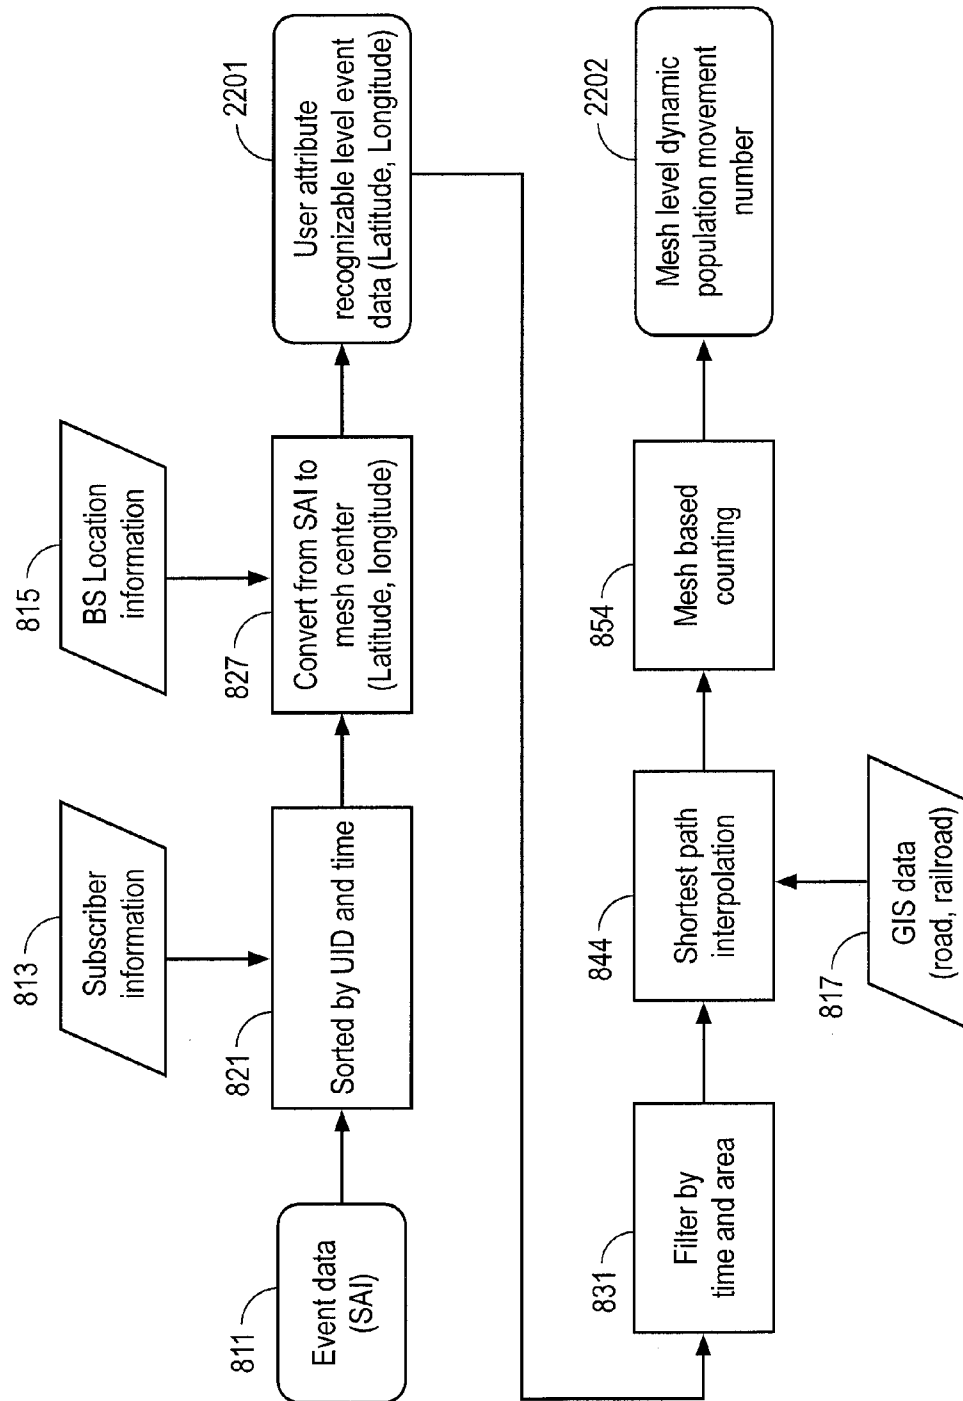 811
Event data
(SAI)
813
Subscriber
information
821
Sorted by UID and time
815
BS Location
information
827
Convert from SAI to
mesh center
(Latitude, longitude)
2201
User attribute
recognizable level event
data (Latitude, Longitude)
831
Filter by
time and area
844
Shortest path
interpolation
817
GIS data
(road, railroad)
854
Mesh based
counting
2202
Mesh level dynamic
population movement
number